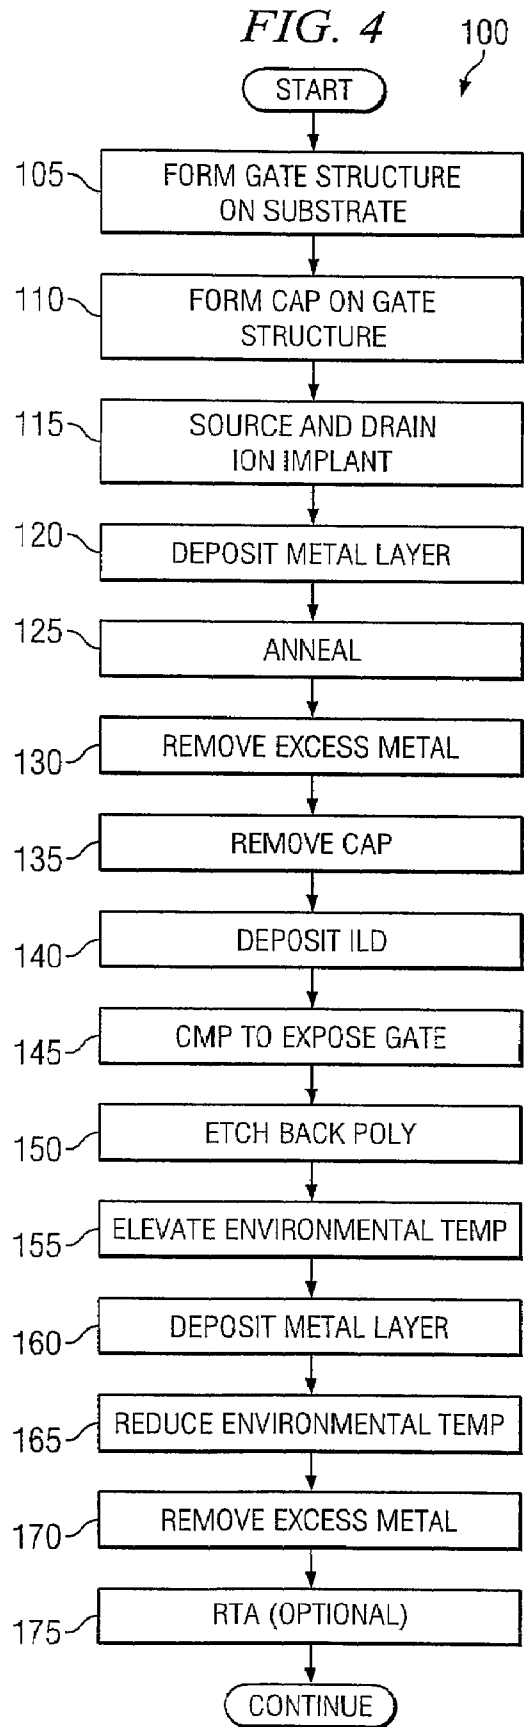 FIG. 4
100
START
105
FORM GATE STRUCTURE
ON SUBSTRATE
110
FORM CAP ON GATE
STRUCTURE
115
SOURCE AND DRAIN
ION IMPLANT
120
DEPOSIT METAL LAYER
125
ANNEAL
130
REMOVE EXCESS METAL
135
REMOVE CAP
140
DEPOSIT ILD
145
CMP TO EXPOSE GATE
150
ETCH BACK POLY
155
ELEVATE ENVIRONMENTAL TEMP
160
DEPOSIT METAL LAYER
165
REDUCE ENVIRONMENTAL TEMP
170
REMOVE EXCESS METAL
175
RTA (OPTIONAL)
CONTINUE